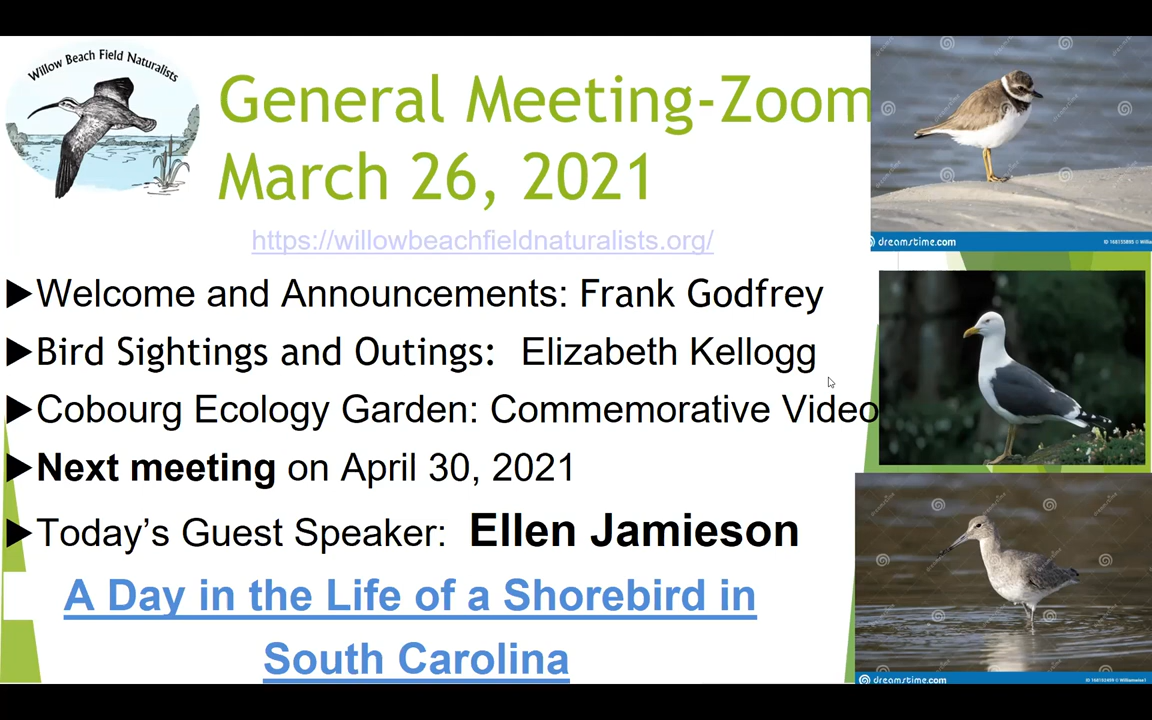 Willow Beach Field Naturalists
General Meeting-Zoom
March 26, 2021
https://willowbeachfieldnaturalists.org/
▶Welcome and Announcements: Frank Godfrey
▶Bird Sightings and Outings: Elizabeth Kellogg
▶Cobourg Ecology Garden: Commemorative Video
▶Next meeting on April 30, 2021
▶Today’s Guest Speaker: Ellen Jamieson
A Day in the Life of a Shorebird in
South Carolina
dreamstime.com
dreamstime.com